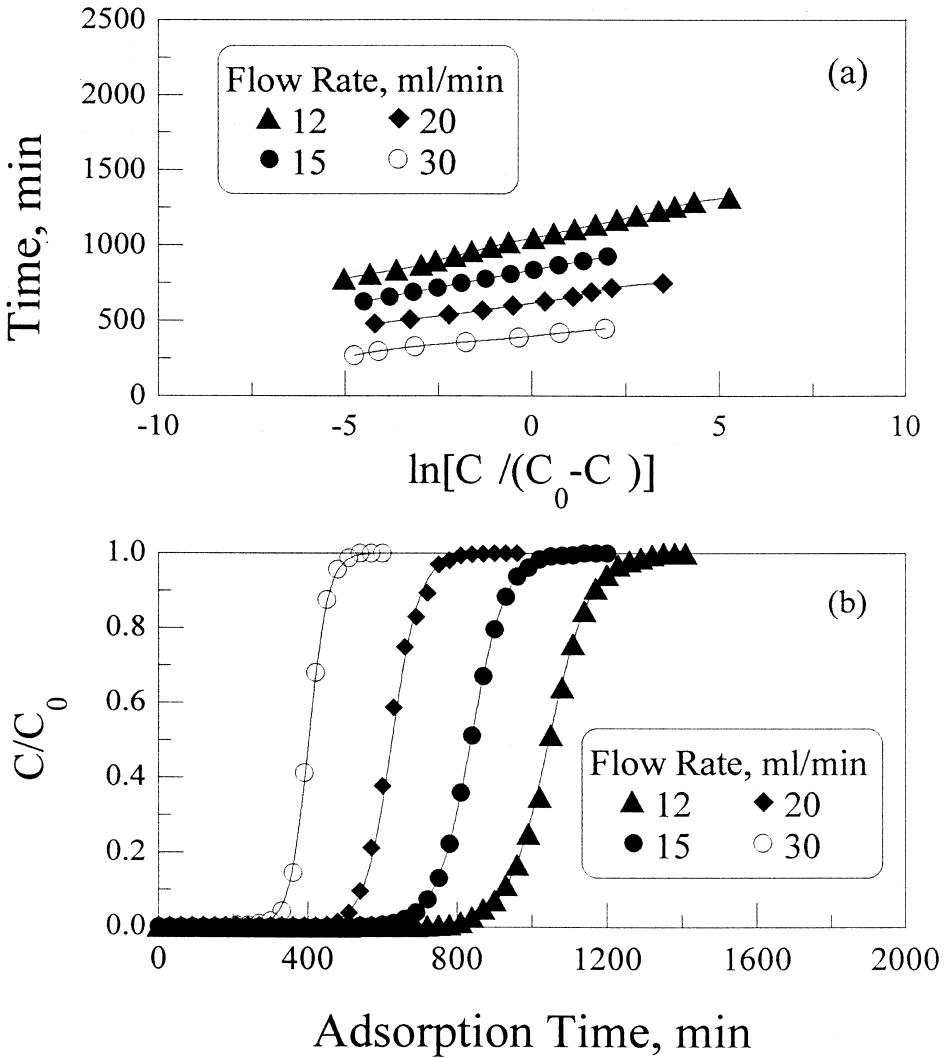 2500
2000
1500
1000
500
0
Time, min
(a)
Flow Rate, ml/min
12 20
15 30
-10 -5 0 5 10
ln[C /(C0-C )]
1.0
0.8
0.6
0.4
0.2
0.0
C/C0
(b)
Flow Rate, ml/min
12 20
15 30
0 400 800 1200 1600 2000
Adsorption Time, min